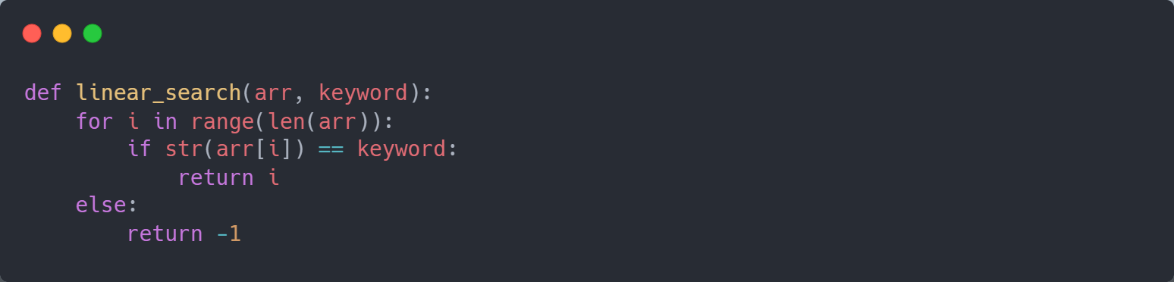 def linear_search(arr, keyword):
    for i in range(len(arr)):
        if str(arr[i]) == keyword:
            return i
    else:
        return -1